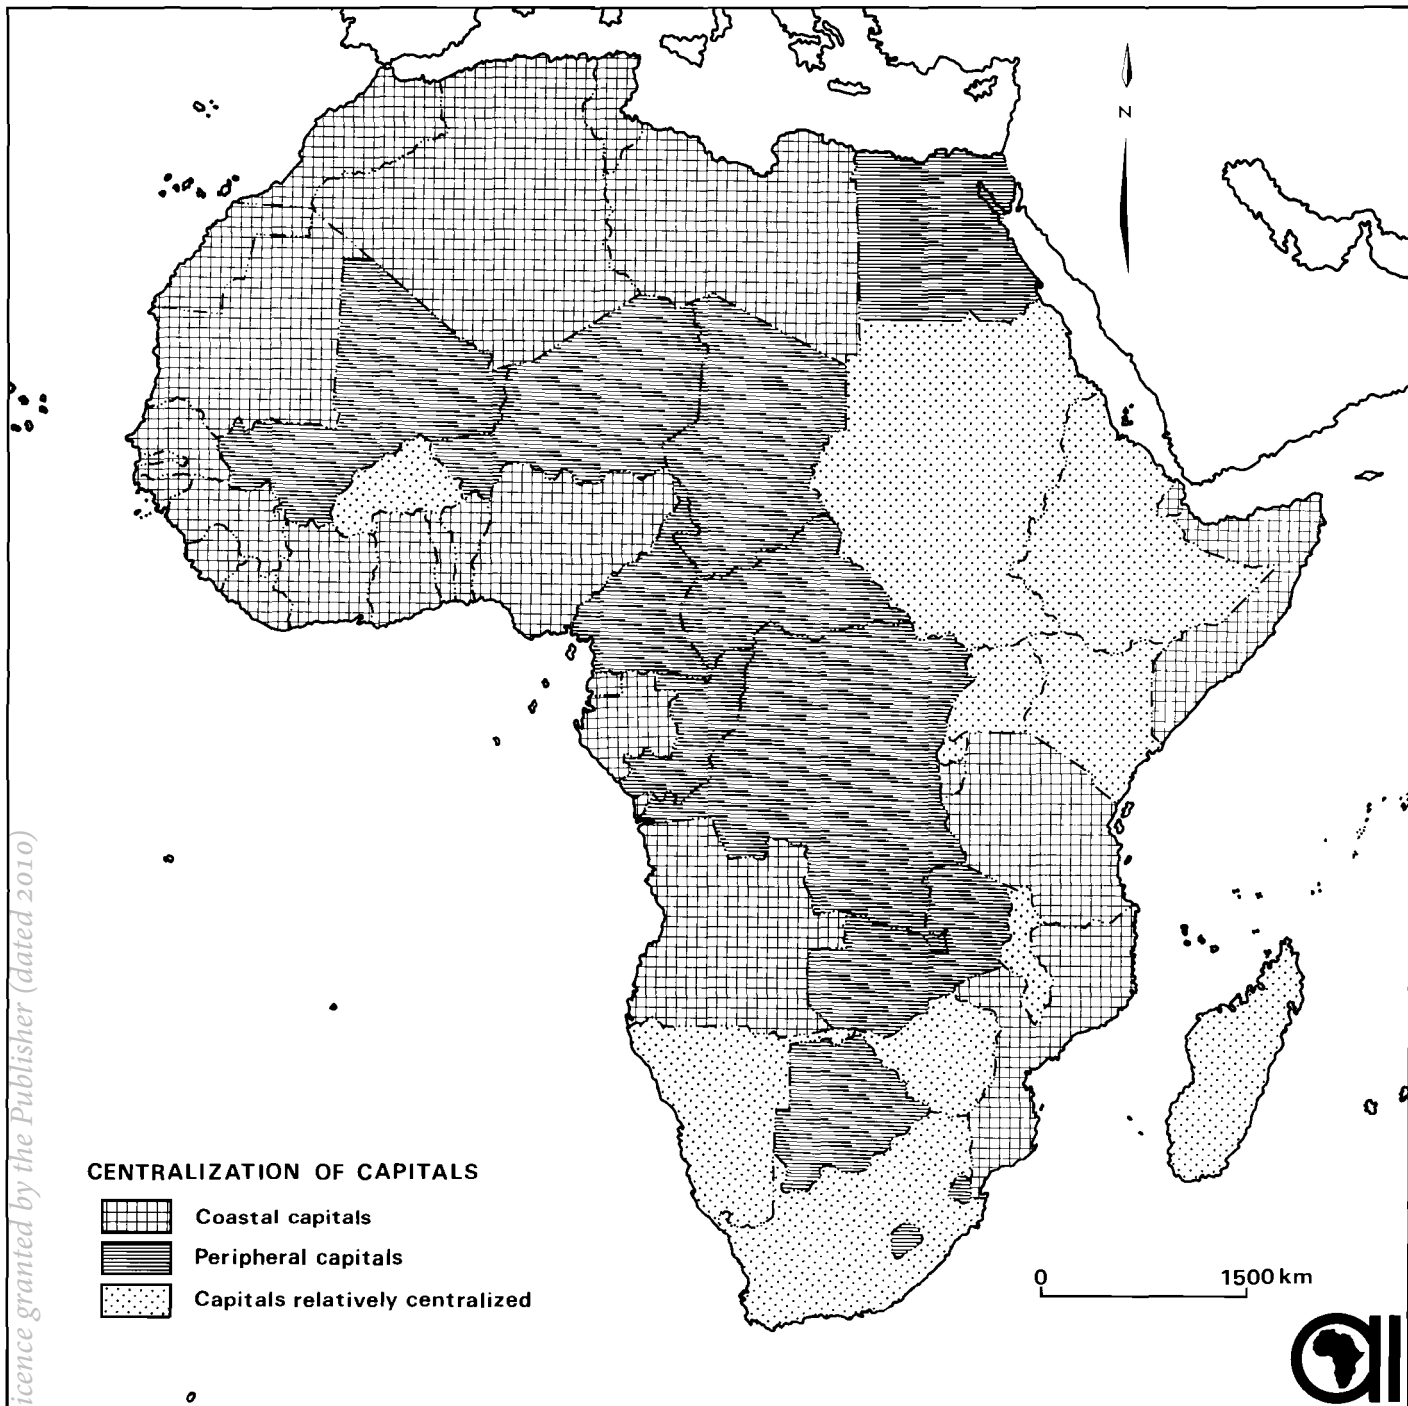 N
CENTRALIZATION OF CAPITALS
Coastal capitals
Peripheral capitals
Capitals relatively centralized
0 1500 km
icence granted by the Publisher (dated 2010)